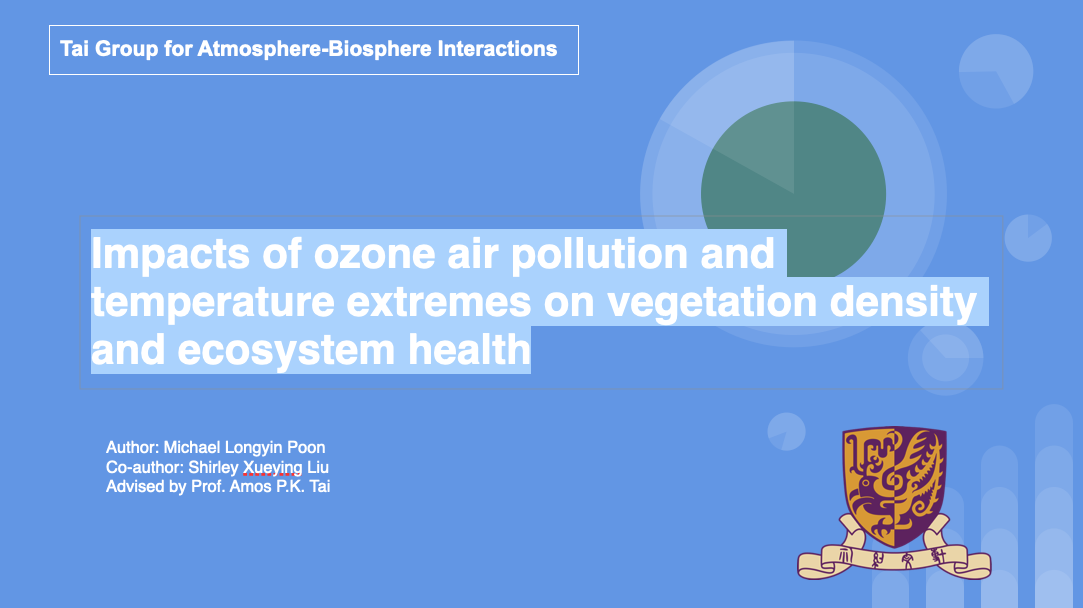 Tai Group for Atmosphere-Biosphere Interactions
Impacts of ozone air pollution and
temperature extremes on vegetation density
and ecosystem health
Author: Michael Longyin Poon
Co-author: Shirley Xueying Liu
Advised by Prof. Amos P.K. Tai